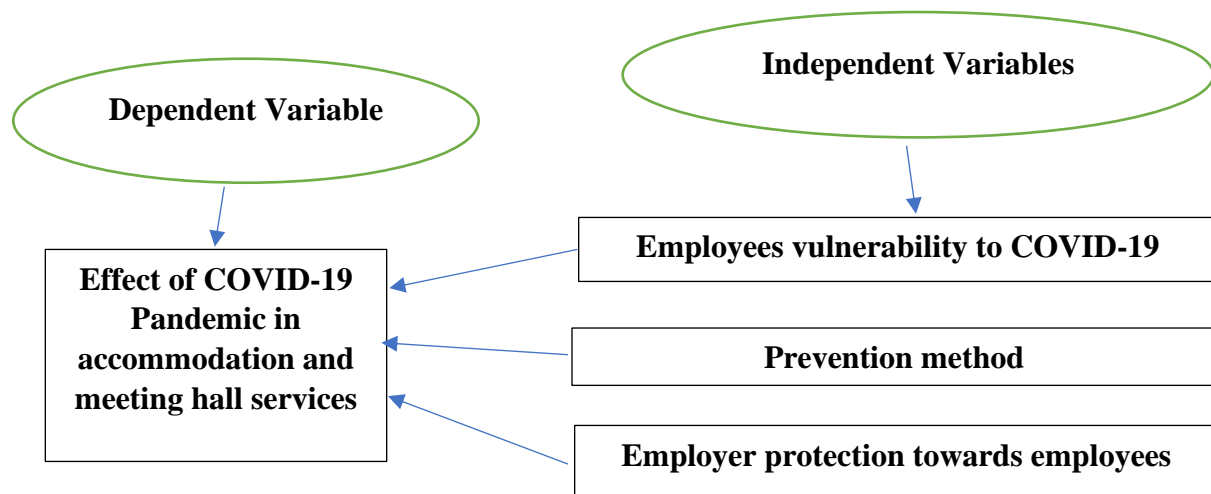 Dependent Variable
Independent Variables
Effect of COVID-19
Pandemic in
accommodation and
meeting hall services
Employees vulnerability to COVID-19
Prevention method
Employer protection towards employees